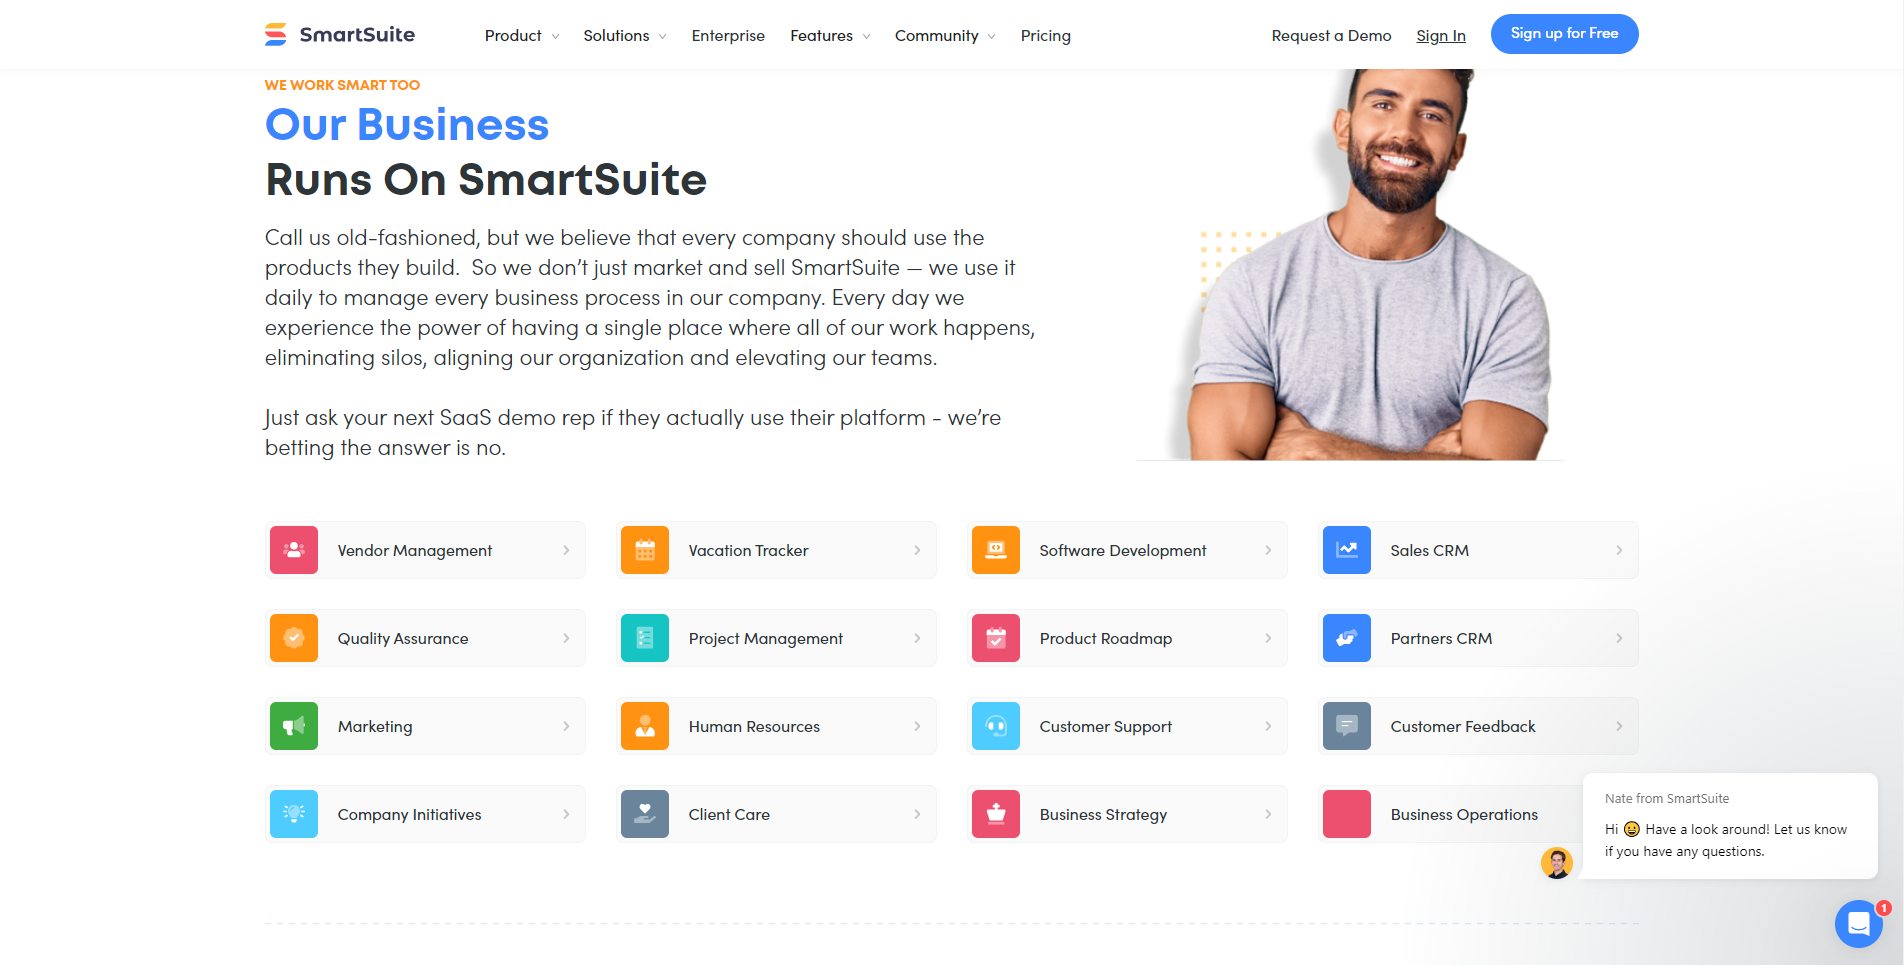 SmartSuite
Product
Solutions
Enterprise
Features
Community
Pricing
Request a Demo
Sign In
Sign up for Free
WE WORK SMART TOO
Our Business
Runs On SmartSuite
Call us old-fashioned, but we believe that every company should use the
products they build.  So we don’t just market and sell SmartSuite — we use it
daily to manage every business process in our company. Every day we
experience the power of having a single place where all of our work happens,
eliminating silos, aligning our organization and elevating our teams.
Just ask your next SaaS demo rep if they actually use their platform - we’re
betting the answer is no.
Vendor Management
Vacation Tracker
Software Development
Sales CRM
Quality Assurance
Project Management
Product Roadmap
Partners CRM
Marketing
Human Resources
Customer Support
Customer Feedback
Company Initiatives
Client Care
Business Strategy
Business Operations
Nate from SmartSuite
Hi 😀 Have a look around! Let us know
if you have any questions.
1